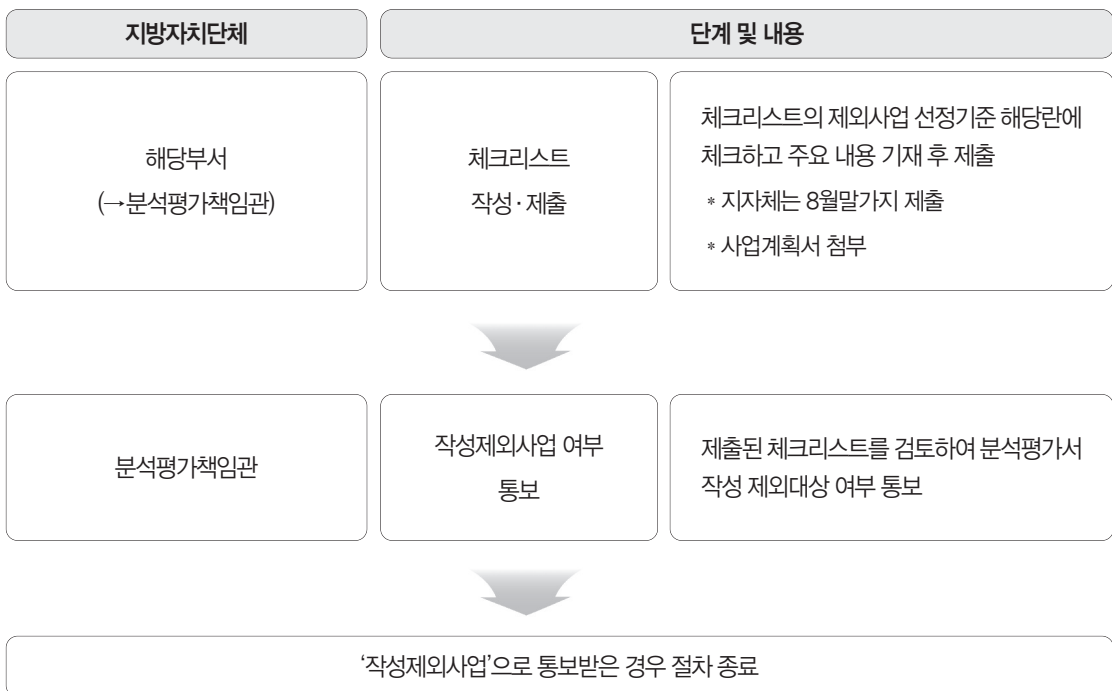 지방자치단체
단계 및 내용
해당부서
(→분석평가책임관)
체크리스트
작성·제출
체크리스트의 제외사업 선정기준 해당란에
체크하고 주요 내용 기재 후 제출
* 지자체는 8월말가지 제출
* 사업계획서 첨부
분석평가책임관
작성제외사업 여부
통보
제출된 체크리스트를 검토하여 분석평가서
작성 제외대상 여부 통보
‘작성제외사업’으로 통보받은 경우 절차 종료